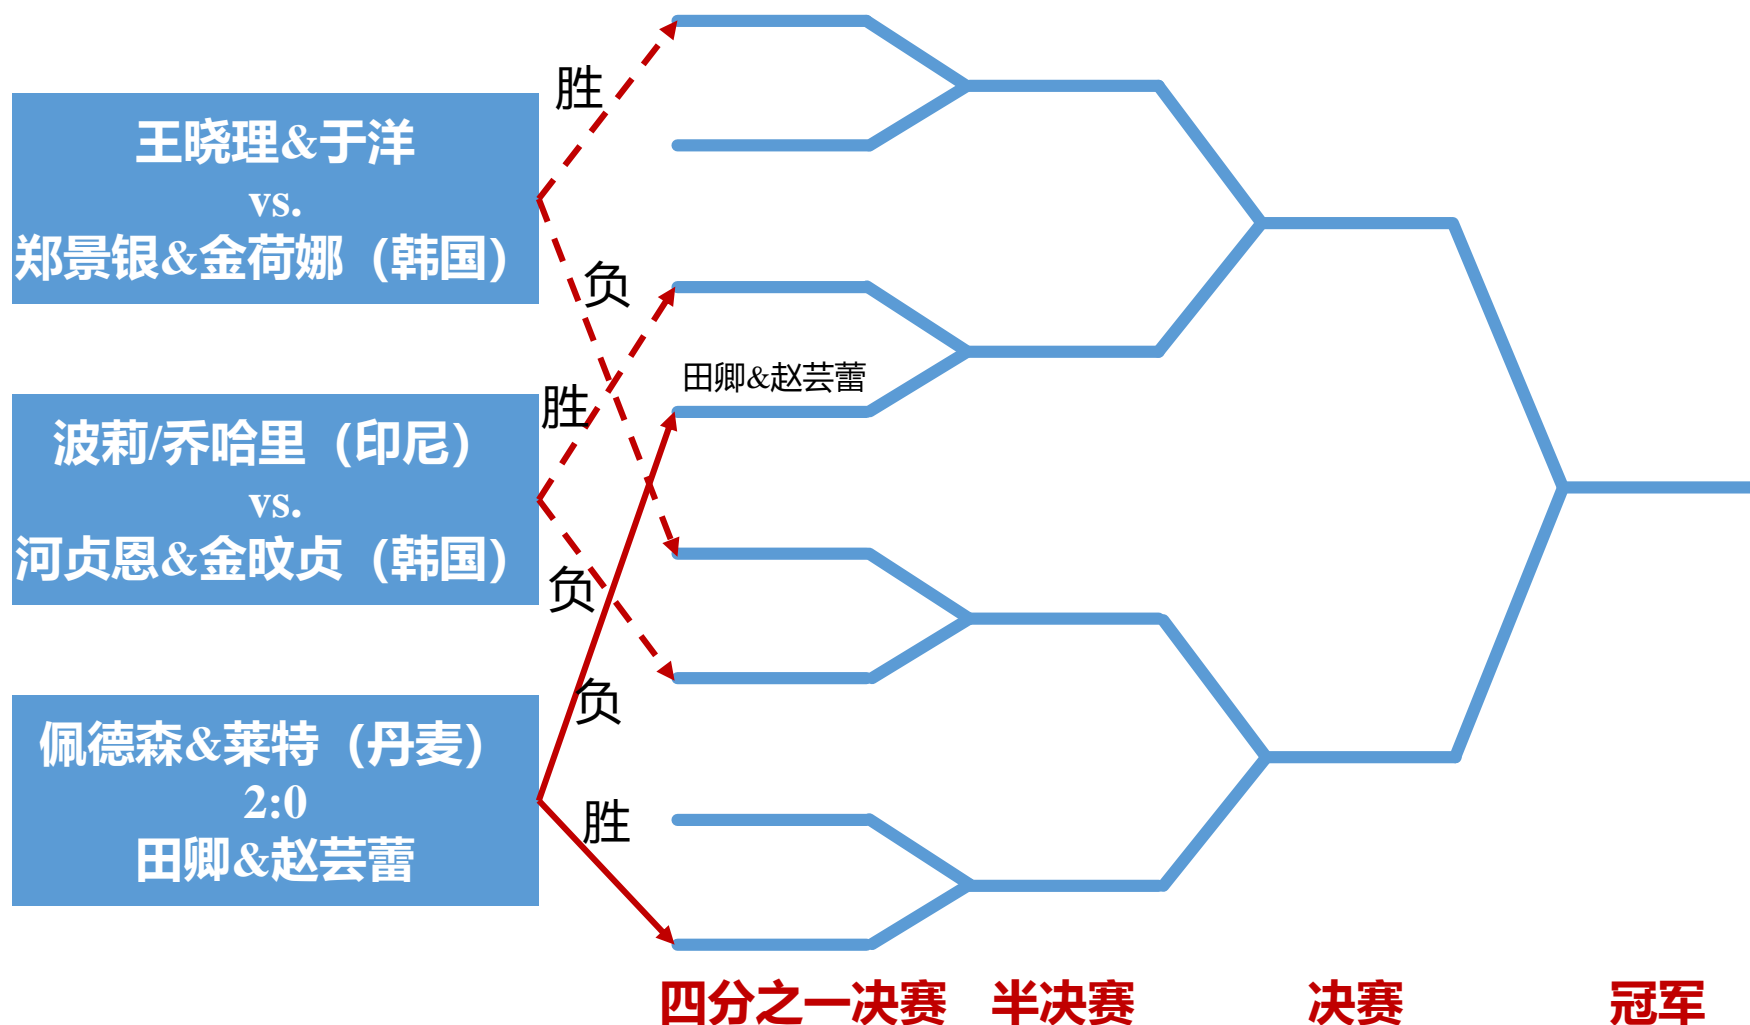 王晓理&于洋
vs.
郑景银&金荷娜（韩国）
波莉/乔哈里（印尼）
vs.
河贞恩&金旼贞（韩国）
佩德森&莱特（丹麦）
2:0
田卿&赵芸蕾
胜
负
胜
负
负
胜
田卿&赵芸蕾
四分之一决赛
半决赛
决赛
冠军